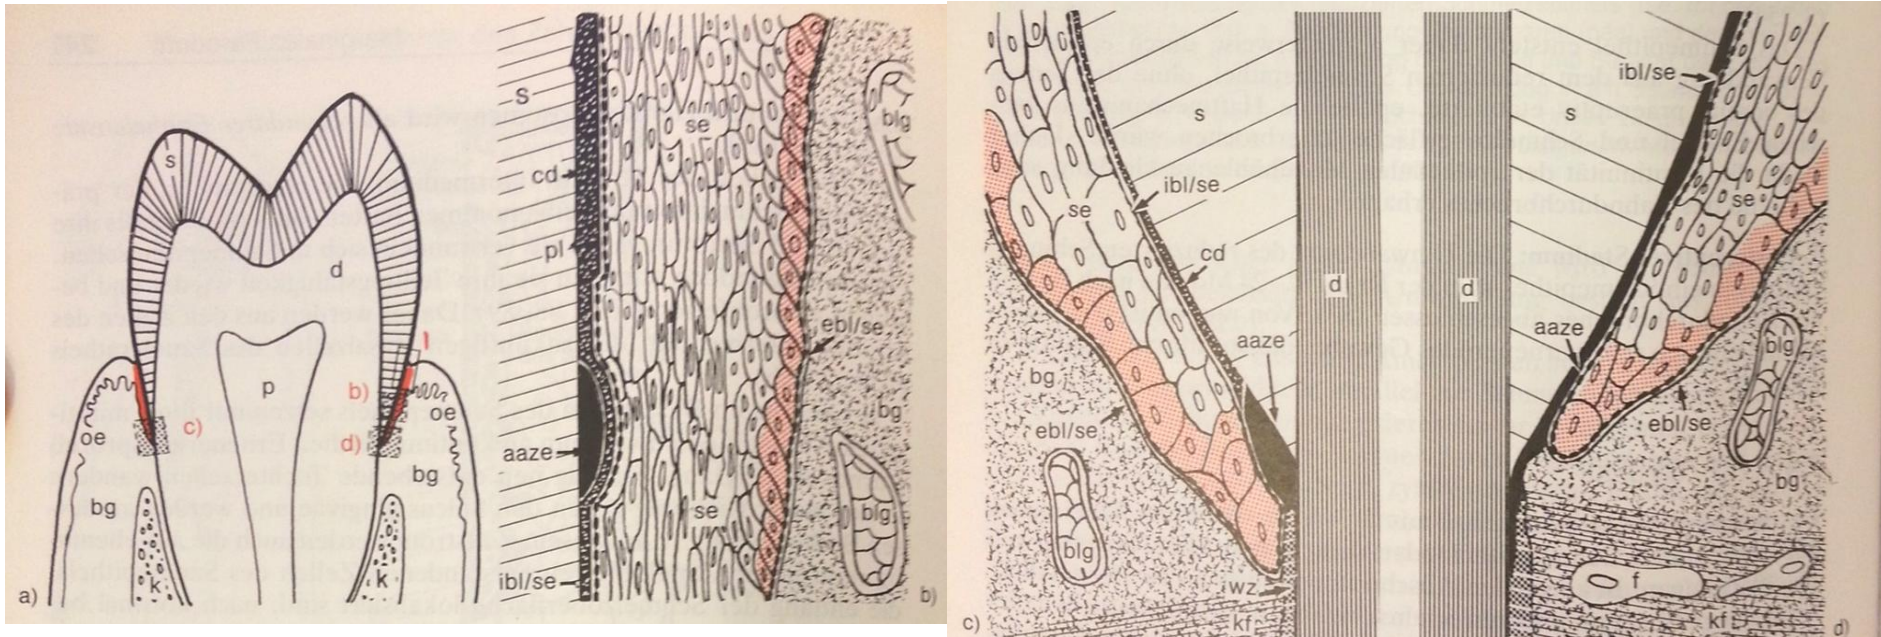 s
d
p
b)
oe
c)
d)
oe
bg
bg
k
k
a)
S
se
blg
cd
pl
ebl/se
bg
aaze
se
blg
ibl/se
b)
s
ibl/se
se
cd
d
aaze
bg
ebl/se
blg
wz
kf
c)
ibl/se
s
se
d
aaze
blg
ebl/se
bg
f
kf
d)